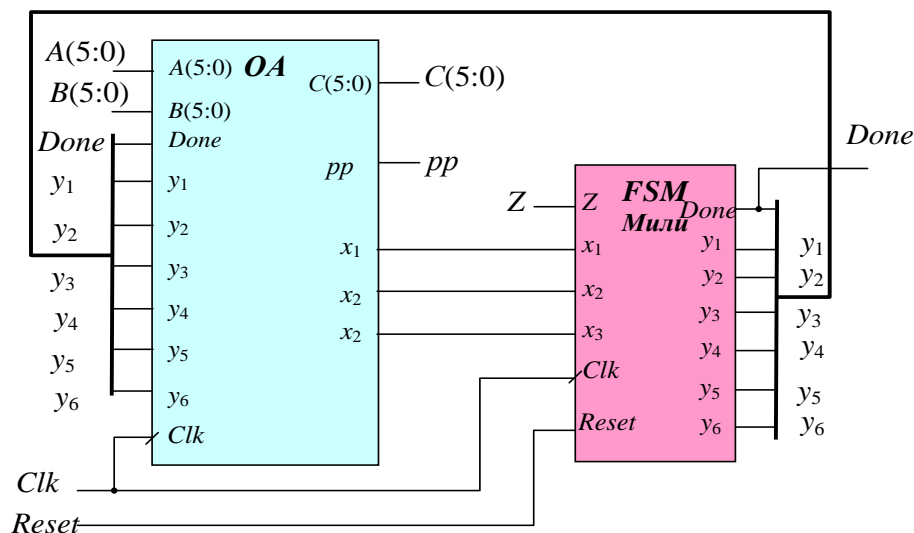 A(5:0)
B(5:0)
Done
y₁
y₂
y₃
y₄
y₅
y₆
Clk
Reset
OA
A(5:0)
B(5:0)
Done
y₁
y₂
y₃
y₄
y₅
y₆
Clk
C(5:0)
pp
x₁
x₂
x₂
C(5:0)
pp
Z
FSM
Мили
Z
x₁
x₂
x₃
Clk
Reset
Done
y₁
y₂
y₃
y₄
y₅
y₆
Done
y₁
y₂
y₃
y₄
y₅
y₆